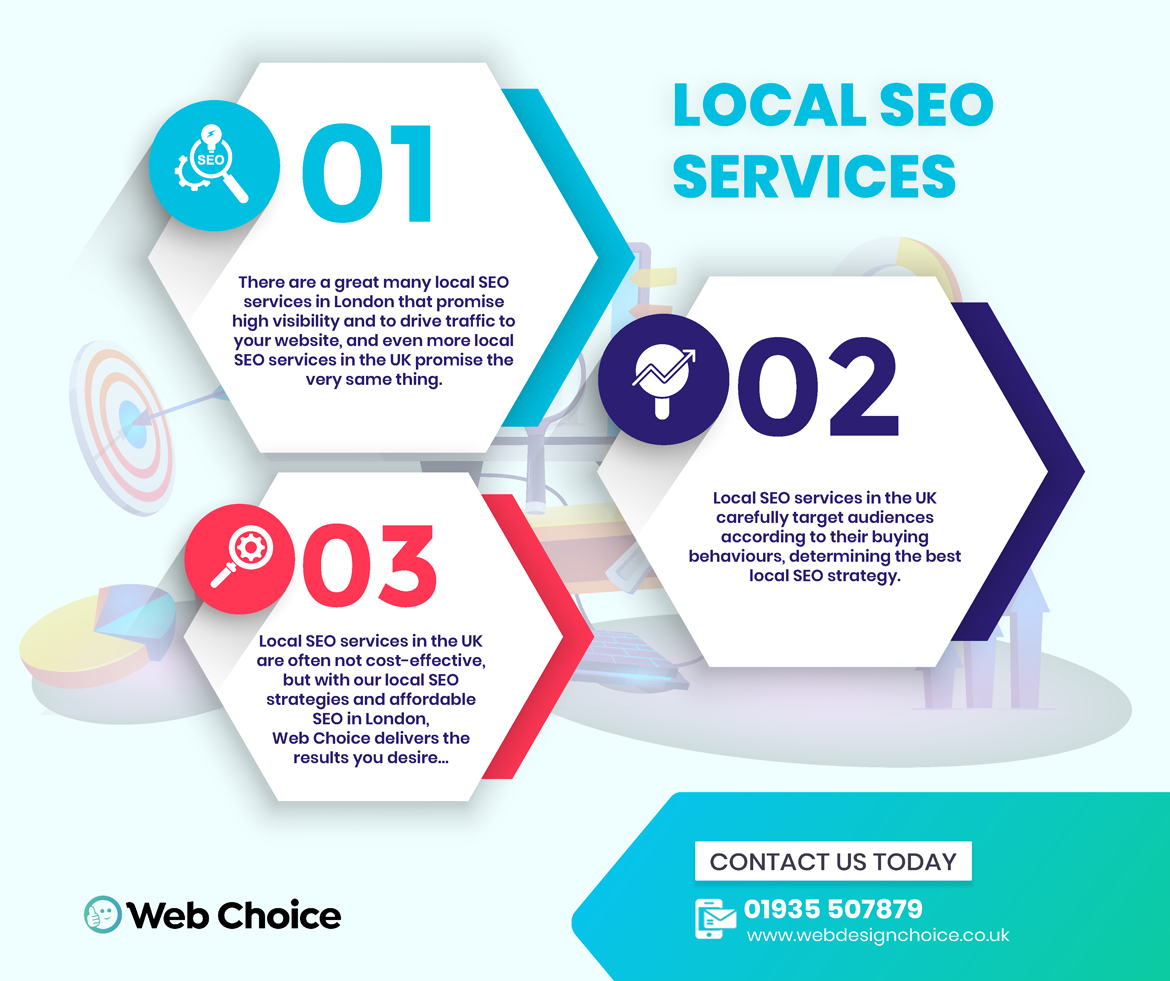 LOCAL SEO
SERVICES
SEO
01
There are a great many local SEO
services in London that promise
high visibility and to drive traffic to
your website, and even more local
SEO services in the UK promise the
very same thing.
02
Local SEO services in the UK
carefully target audiences
according to their buying
behaviours, determining the best
local SEO strategy.
03
Local SEO services in the UK
are often not cost-effective,
but with our local SEO
strategies and affordable
SEO in London,
Web Choice delivers the
results you desire...
Web Choice
CONTACT US TODAY
01935 507879
www.webdesignchoice.co.uk